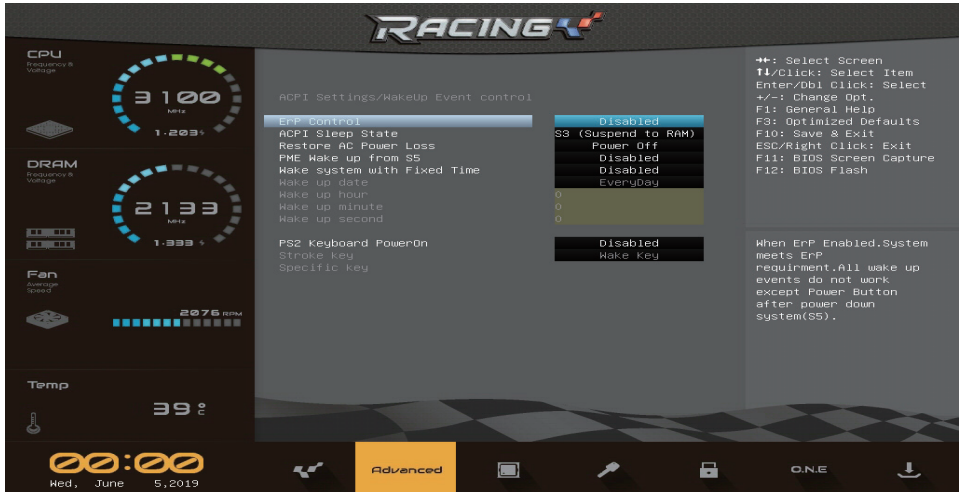 RACING
CPU
Frequency &
Voltage
3100
MHz
1.203 V
DRAM
Frequency &
Voltage
2133
MHz
1.333 V
Fan
Average
Speed
2076 RPM
Temp
39 °C
00:00
Wed, June 5,2019
ACPI Settings/WakeUp Event control
ErP Control Disabled
ACPI Sleep State S3 (Suspend to RAM)
Restore AC Power Loss Power Off
PME Wake up from S5 Disabled
Wake system with Fixed Time Disabled
Wake up date EveryDay
Wake up hour 0
Wake up minute 0
Wake up second 0
PS2 Keyboard PowerOn Disabled
Stroke key Wake Key
Specific key
→←: Select Screen
↑↓/Click: Select Item
Enter/Dbl Click: Select
+/-: Change Opt.
F1: General Help
F3: Optimized Defaults
F10: Save & Exit
ESC/Right Click: Exit
F11: BIOS Screen Capture
F12: BIOS Flash
When ErP Enabled.System
meets ErP
requirment.All wake up
events do not work
except Power Button
after power down
system(S5).
Advanced
O.N.E